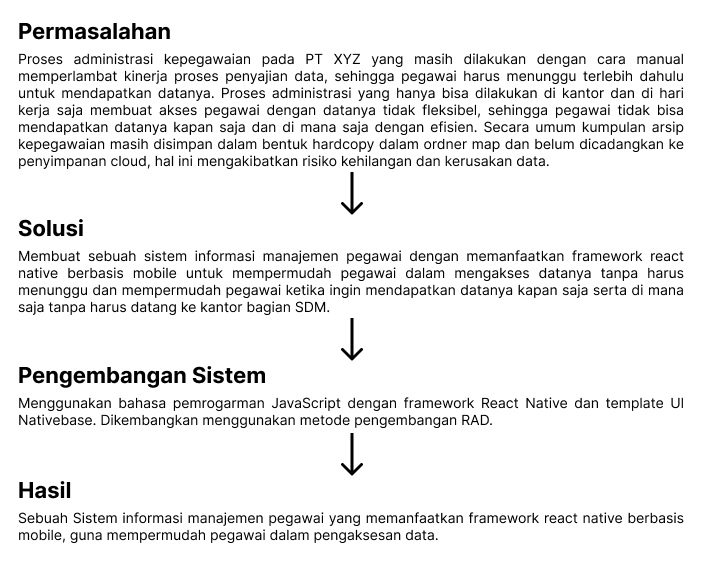 Permasalahan
Proses administrasi kepegawaian pada PT XYZ yang masih dilakukan dengan cara manual
memperlambat kinerja proses penyajian data, sehingga pegawai harus menunggu terlebih dahulu
untuk mendapatkan datanya. Proses administrasi yang hanya bisa dilakukan di kantor dan di hari
kerja saja membuat akses pegawai dengan datanya tidak fleksibel, sehingga pegawai tidak bisa
mendapatkan datanya kapan saja dan di mana saja dengan efisien. Secara umum kumpulan arsip
kepegawaian masih disimpan dalam bentuk hardcopy dalam ordner map dan belum dicadangkan ke
penyimpanan cloud, hal ini mengakibatkan risiko kehilangan dan kerusakan data.
Solusi
Membuat sebuah sistem informasi manajemen pegawai dengan memanfaatkan framework react
native berbasis mobile untuk mempermudah pegawai dalam mengakses datanya tanpa harus
menunggu dan mempermudah pegawai ketika ingin mendapatkan datanya kapan saja serta di mana
saja tanpa harus datang ke kantor bagian SDM.
Pengembangan Sistem
Menggunakan bahasa pemrogarman JavaScript dengan framework React Native dan template UI
Nativebase. Dikembangkan menggunakan metode pengembangan RAD.
Hasil
Sebuah Sistem informasi manajemen pegawai yang memanfaatkan framework react native berbasis
mobile, guna mempermudah pegawai dalam pengaksesan data.